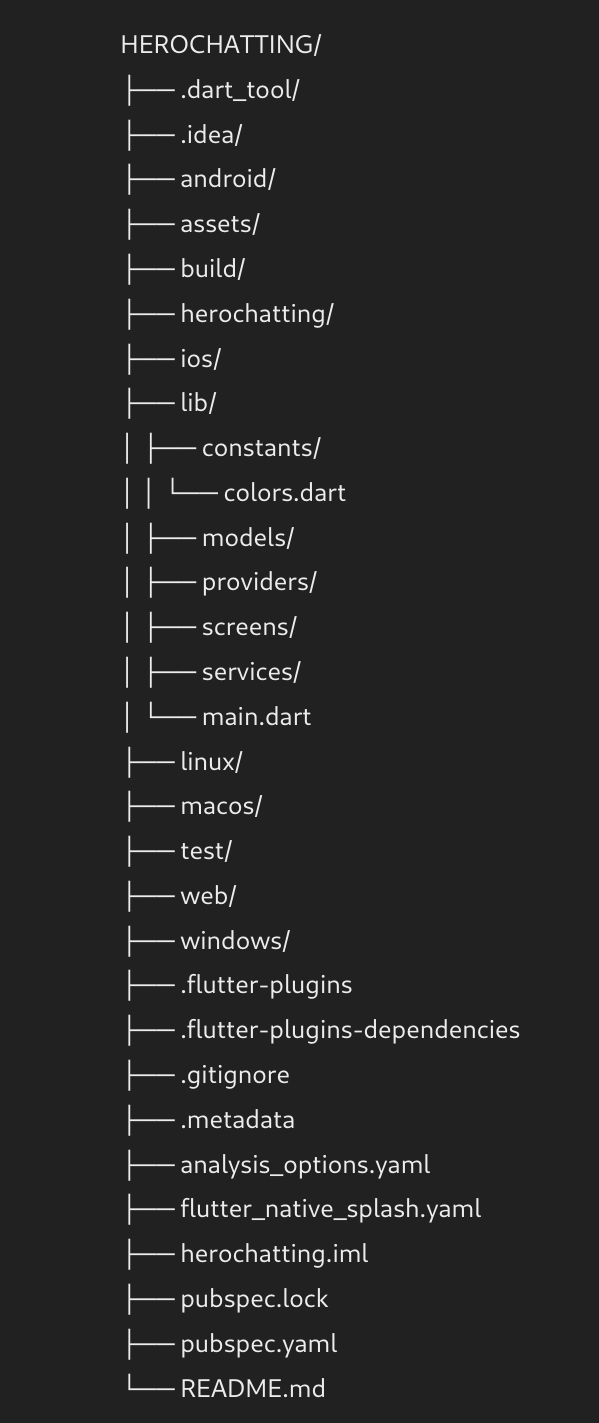 HEROCHATTING/
├── .dart_tool/
├── .idea/
├── android/
├── assets/
├── build/
├── herochatting/
├── ios/
├── lib/
│ ├── constants/
│ │ └── colors.dart
│ ├── models/
│ ├── providers/
│ ├── screens/
│ ├── services/
│ └── main.dart
├── linux/
├── macos/
├── test/
├── web/
├── windows/
├── .flutter-plugins
├── .flutter-plugins-dependencies
├── .gitignore
├── .metadata
├── analysis_options.yaml
├── flutter_native_splash.yaml
├── herochatting.iml
├── pubspec.lock
├── pubspec.yaml
└── README.md